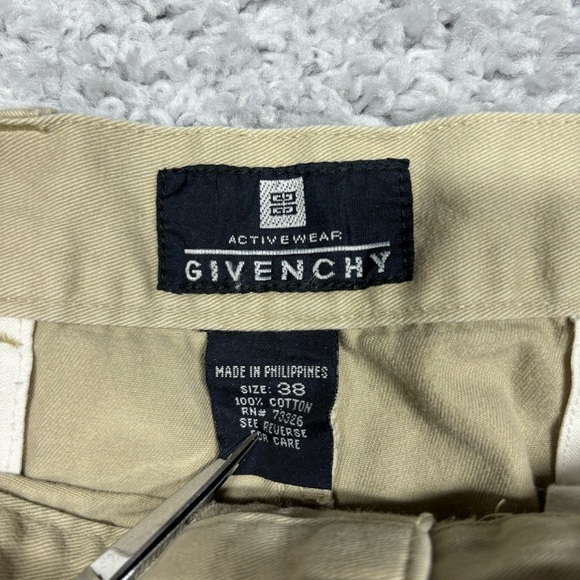 ACTIVEWEAR
GIVENCHY
MADE IN PHILIPPINES
SIZE: 38
100% COTTON
RN# 73326
SEE REVERSE
FOR CARE